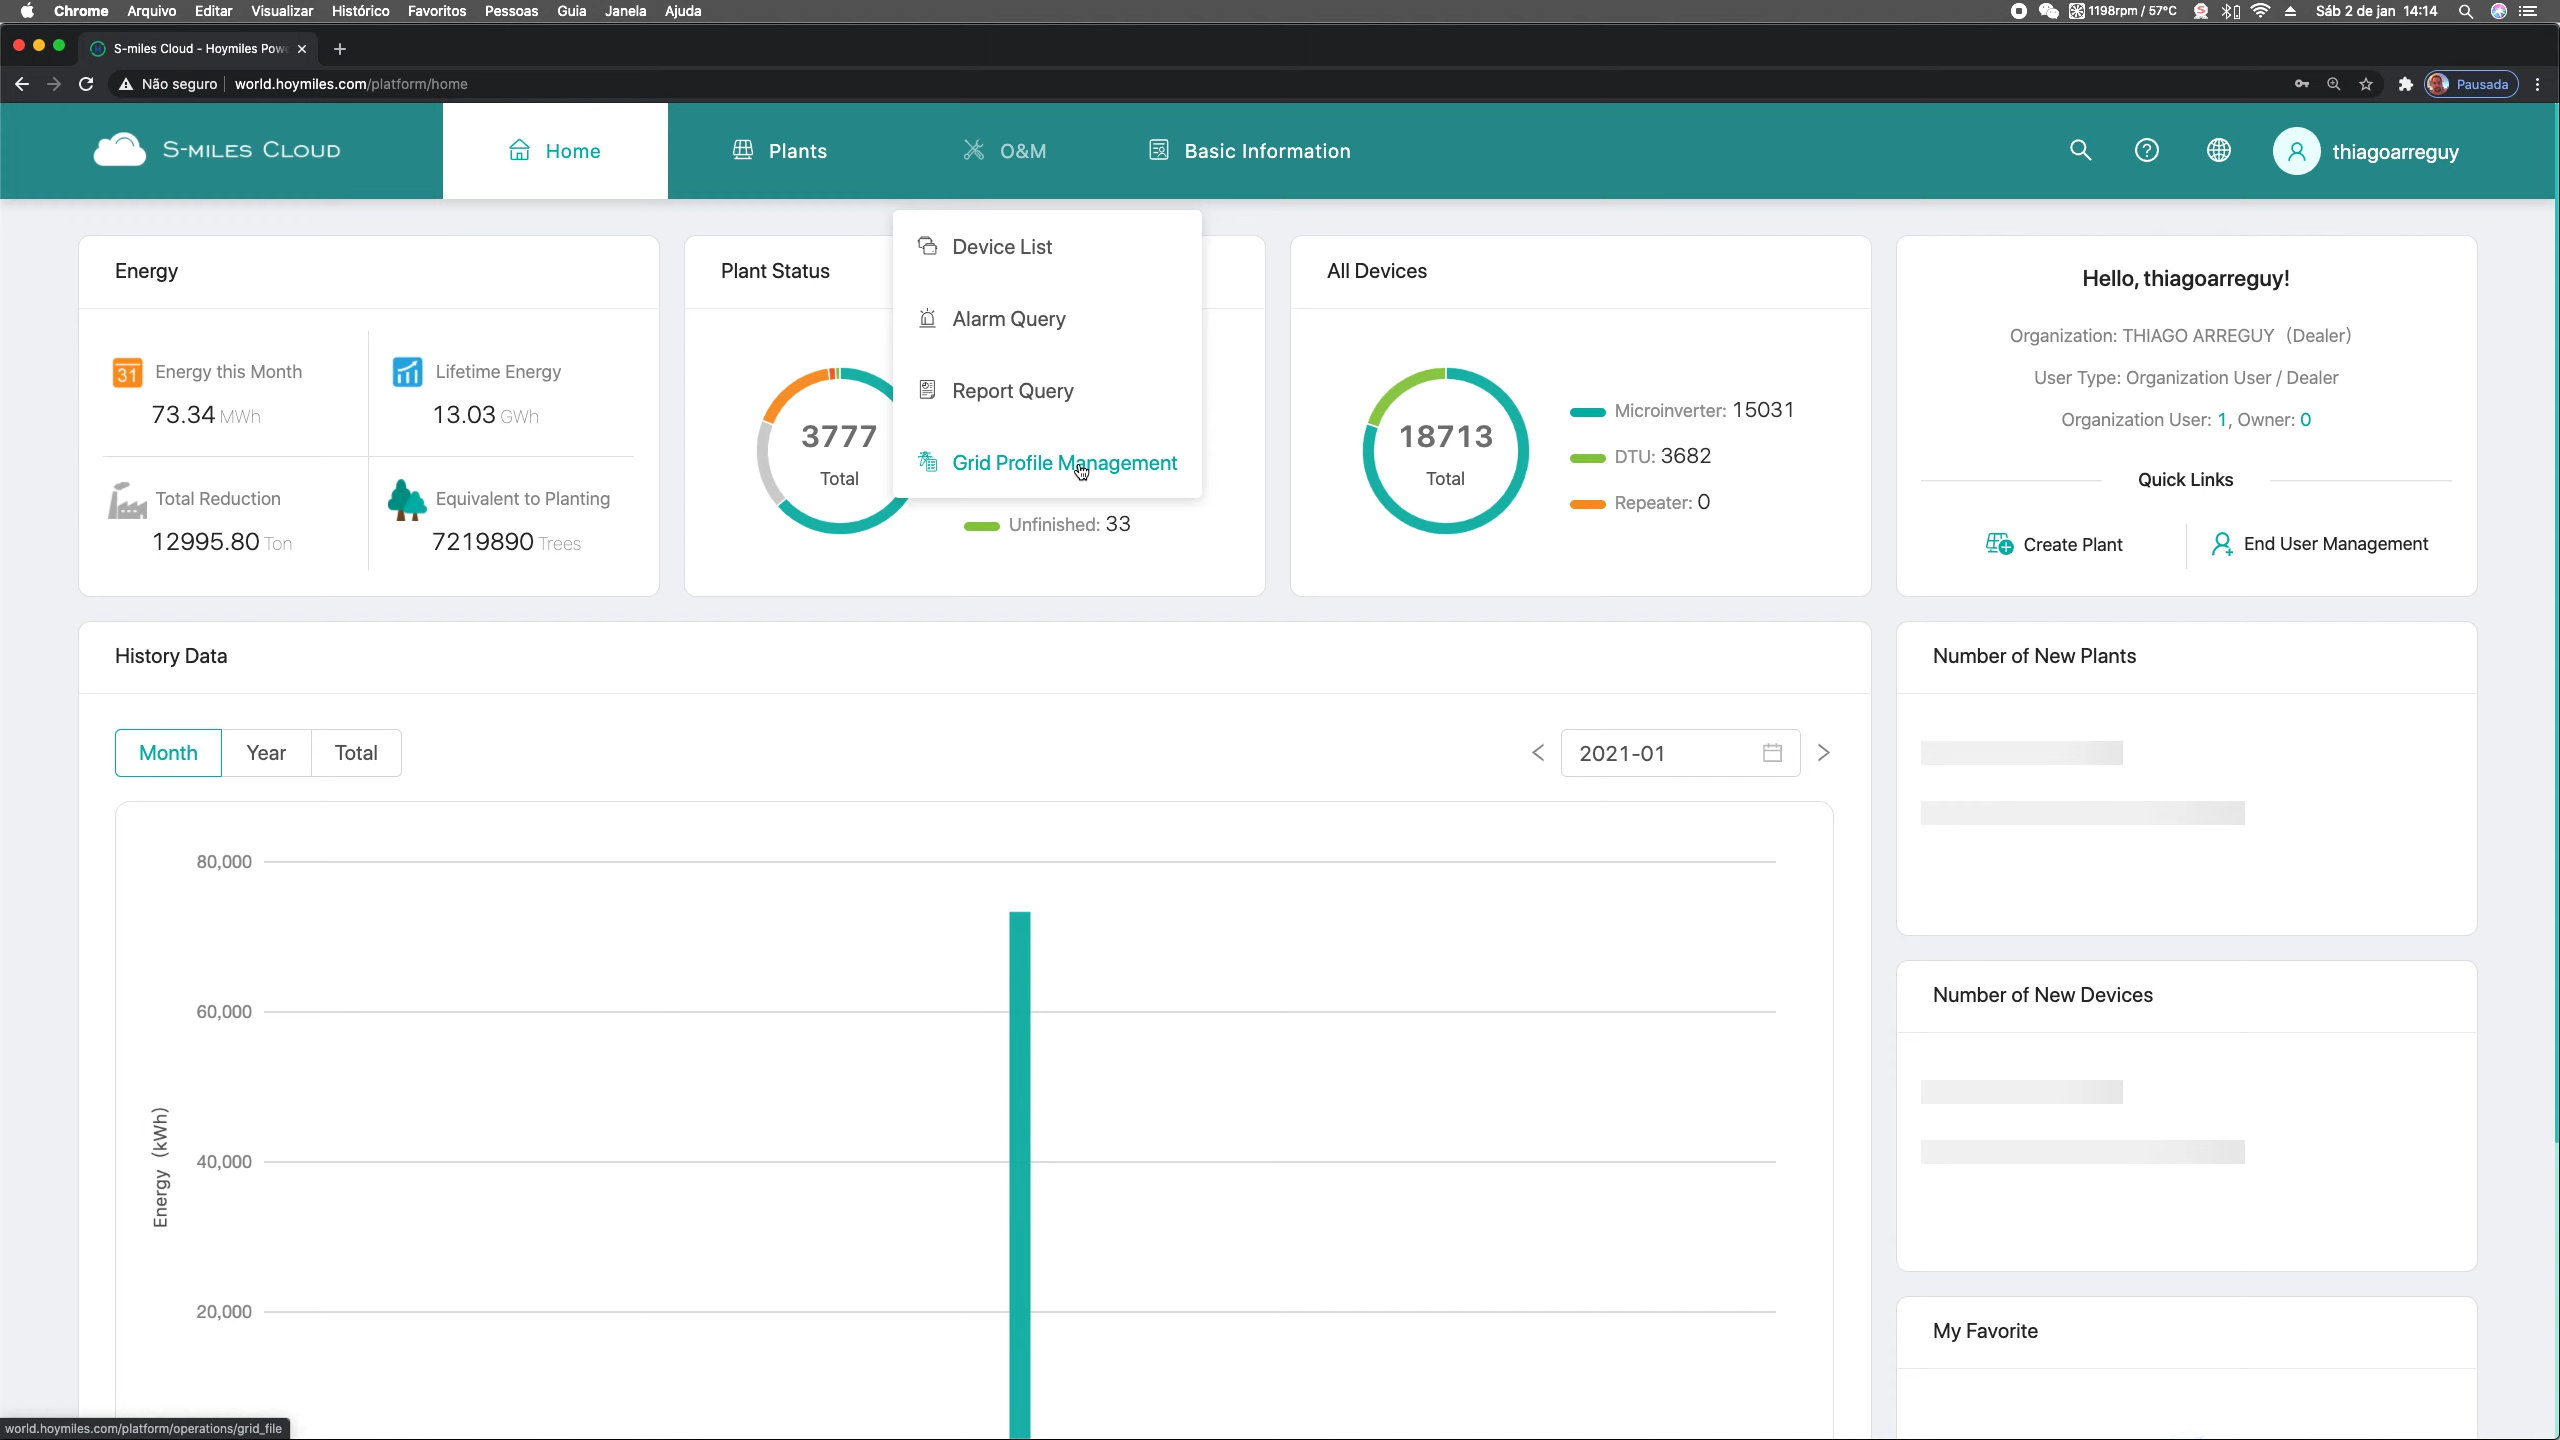 Chrome Arquivo Editar Visualizar Histórico Favoritos Pessoas Guia Janela Ajuda 1198rpm / 57°C Sáb 2 de jan 14:14
S-miles Cloud - Hoymiles Pow
Não seguro world.hoymiles.com/platform/home Pausada
S-MILES CLOUD Home Plants O&M Basic Information thiagoarreguy
Device List
Alarm Query
Report Query
Grid Profile Management
Energy
31 Energy this Month
73.34 MWh
Lifetime Energy
13.03 GWh
Total Reduction
12995.80 Ton
Equivalent to Planting
7219890 Trees
Plant Status
3777
Total
Unfinished: 33
All Devices
18713
Total
Microinverter: 15031
DTU: 3682
Repeater: 0
Hello, thiagoarreguy!
Organization: THIAGO ARREGUY (Dealer)
User Type: Organization User / Dealer
Organization User: 1, Owner: 0
Quick Links
Create Plant End User Management
History Data
Month Year Total
2021-01
80,000
60,000
40,000
20,000
Energy (kWh)
Number of New Plants
Number of New Devices
My Favorite
world.hoymiles.com/platform/operations/grid_file